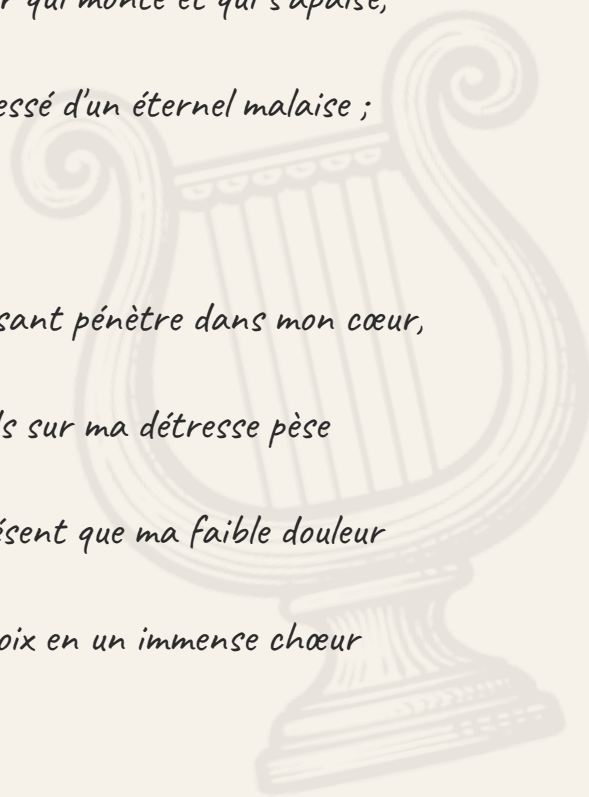 r qui monte et qui s'apaise,
essé d'un éternel malaise ;
sant pénètre dans mon cœur,
ls sur ma détresse pèse
ésent que ma faible douleur
oix en un immense chœur